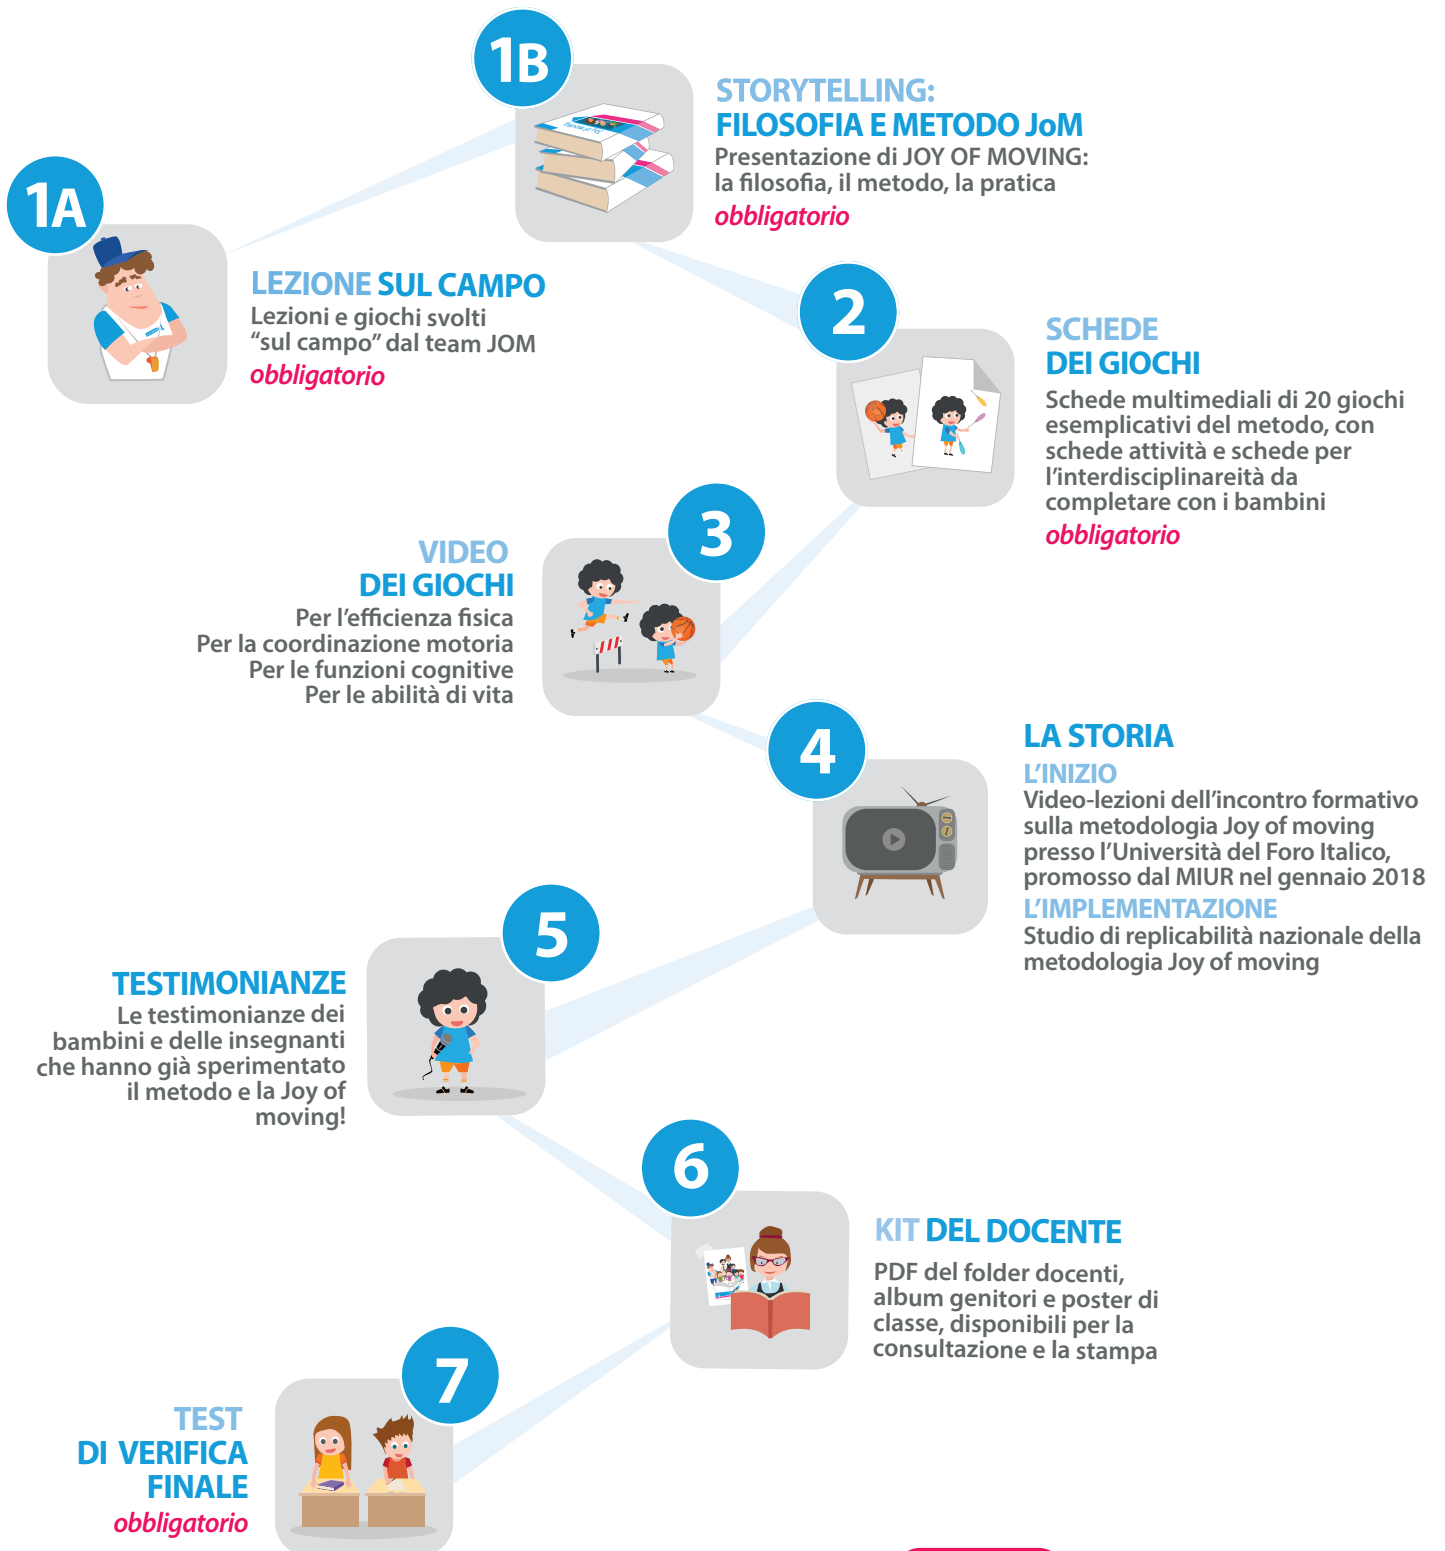 1A
LEZIONE SUL CAMPO
Lezioni e giochi svolti
“sul campo” dal team JOM
obbligatorio
1B
STORYTELLING:
FILOSOFIA E METODO JoM
Presentazione di JOY OF MOVING:
la filosofia, il metodo, la pratica
obbligatorio
2
SCHEDE
DEI GIOCHI
Schede multimediali di 20 giochi
esemplicativi del metodo, con
schede attività e schede per
l’interdisciplinareità da
completare con i bambini
obbligatorio
3
VIDEO
DEI GIOCHI
Per l’efficienza fisica
Per la coordinazione motoria
Per le funzioni cognitive
Per le abilità di vita
4
LA STORIA
L’INIZIO
Video-lezioni dell’incontro formativo
sulla metodologia Joy of moving
presso l’Università del Foro Italico,
promosso dal MIUR nel gennaio 2018
L’IMPLEMENTAZIONE
Studio di replicabilità nazionale della
metodologia Joy of moving
5
TESTIMONIANZE
Le testimonianze dei
bambini e delle insegnanti
che hanno già sperimentato
il metodo e la Joy of
moving!
6
KIT DEL DOCENTE
PDF del folder docenti,
album genitori e poster di
classe, disponibili per la
consultazione e la stampa
7
TEST
DI VERIFICA
FINALE
obbligatorio